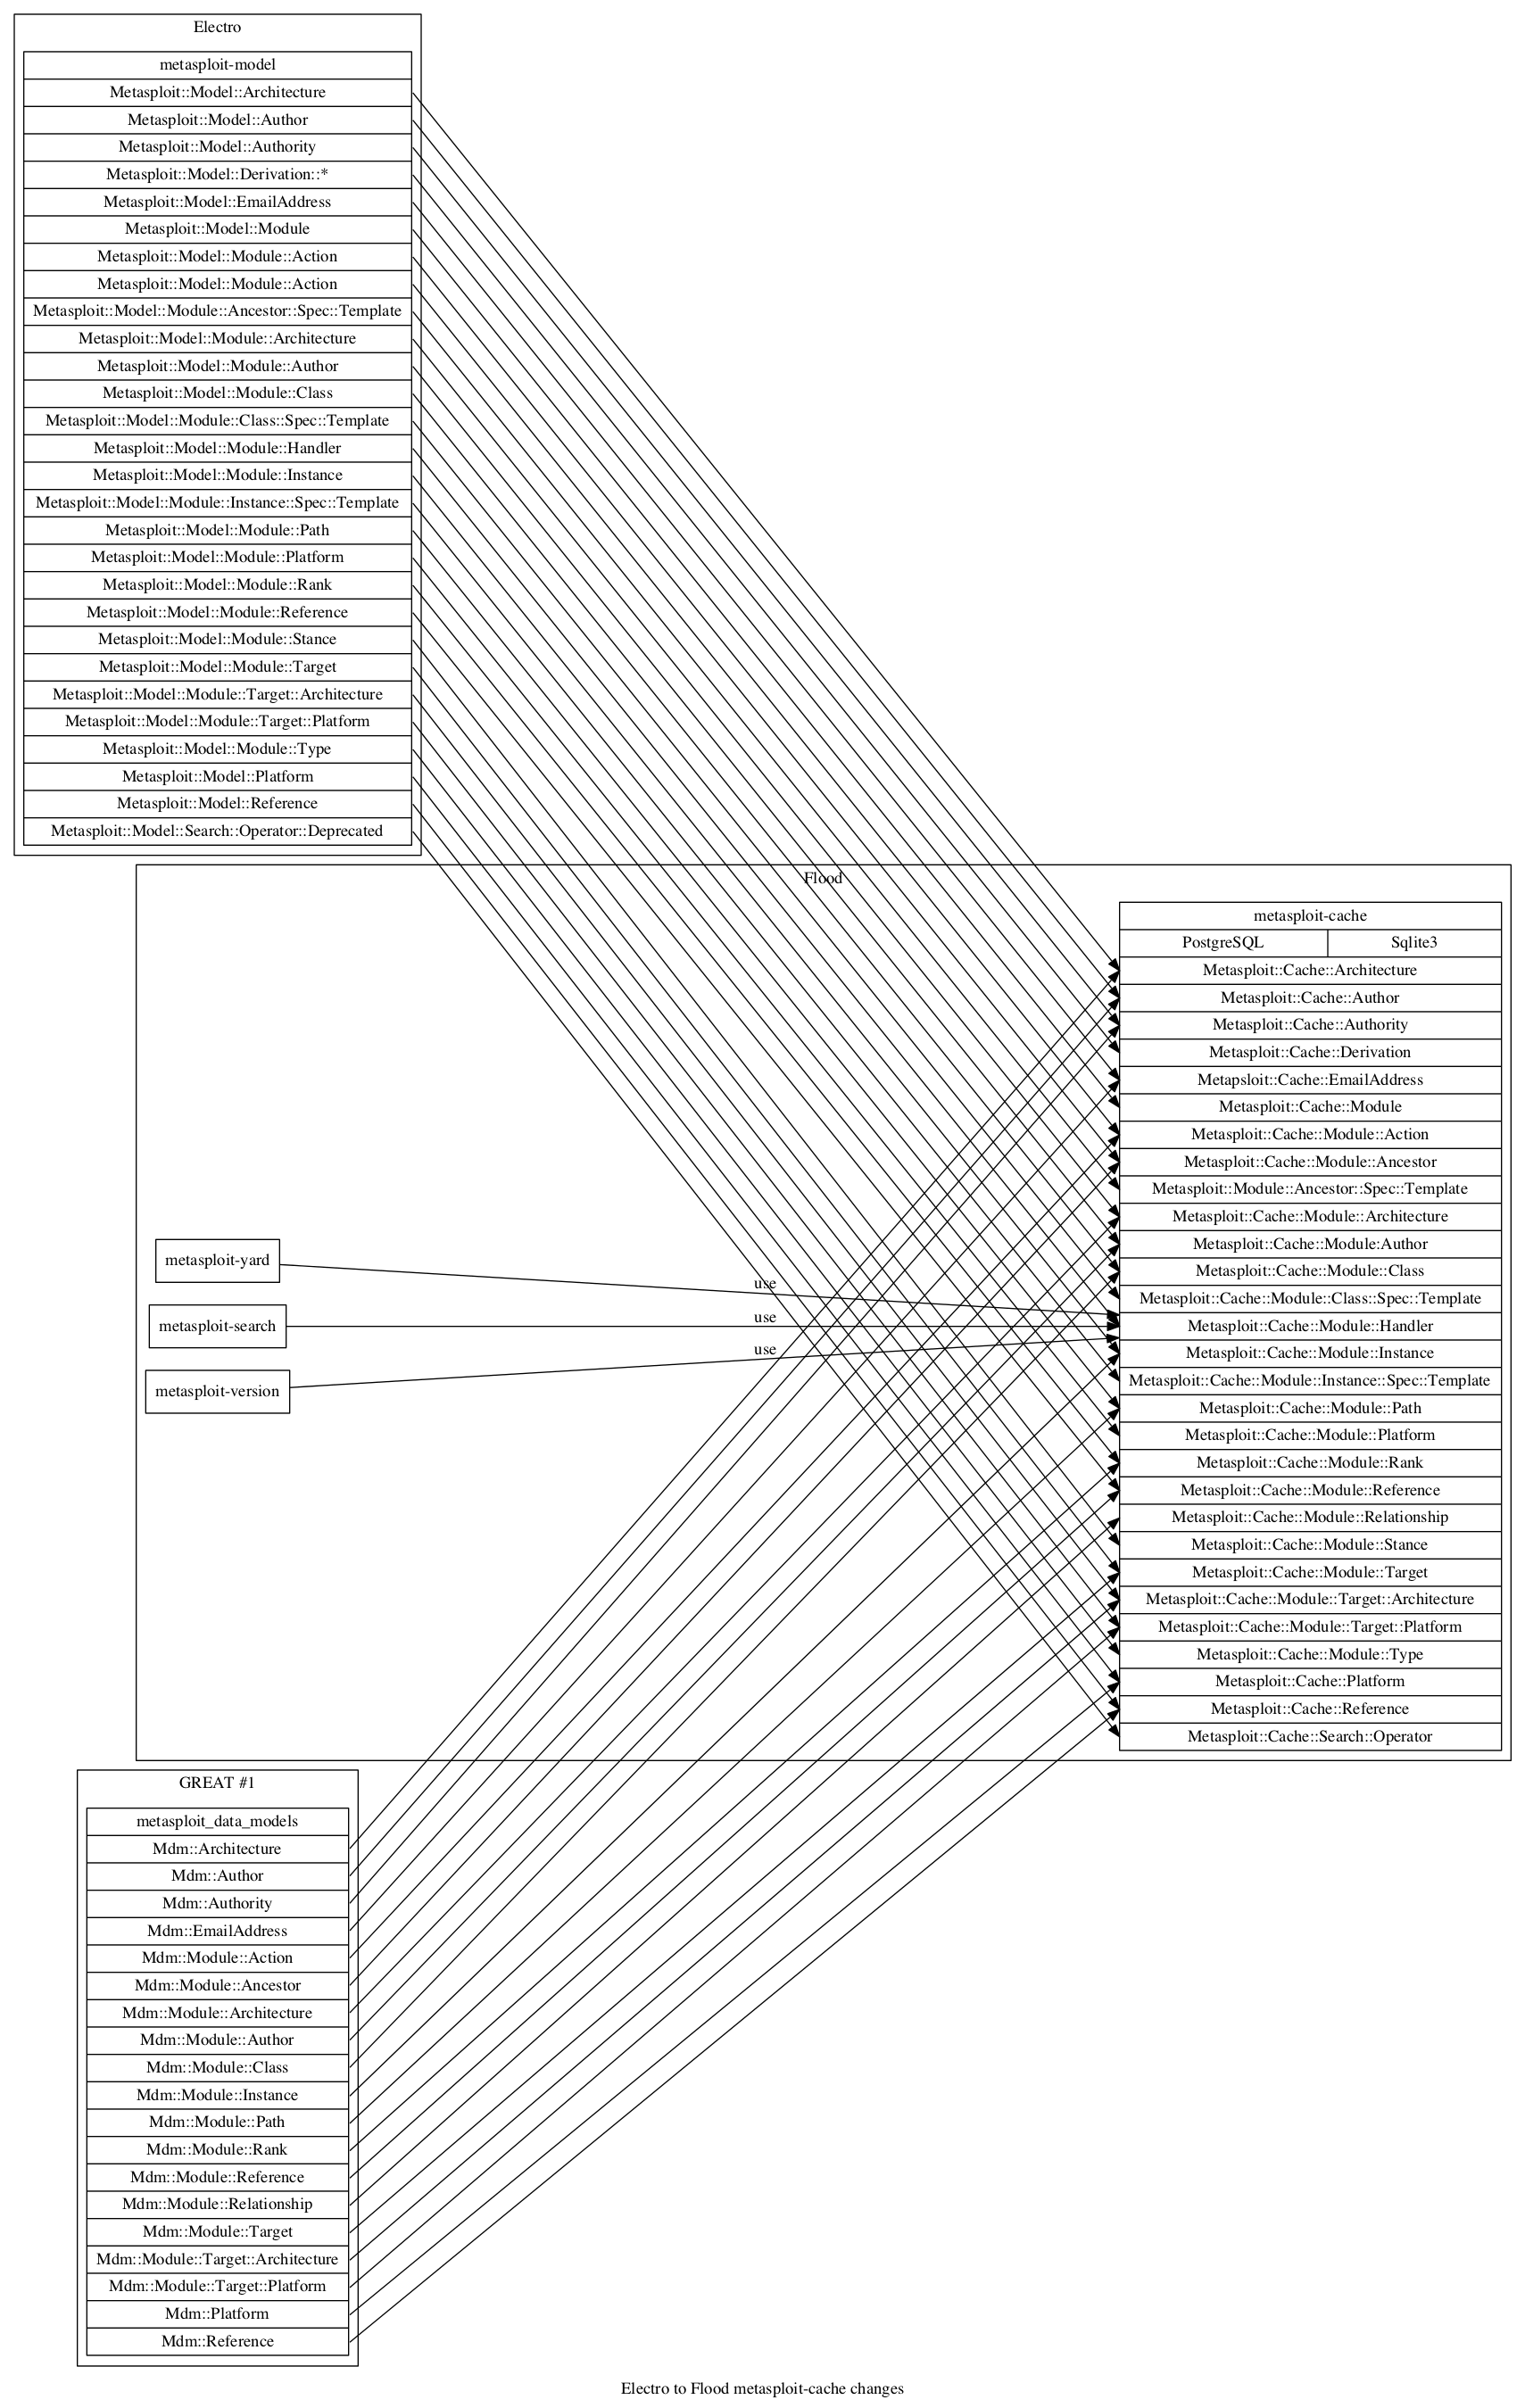 Electro
metasploit-model
Metasploit::Model::Architecture
Metasploit::Model::Author
Metasploit::Model::Authority
Metasploit::Model::Derivation::*
Metasploit::Model::EmailAddress
Metasploit::Model::Module
Metasploit::Model::Module::Action
Metasploit::Model::Module::Action
Metasploit::Model::Module::Ancestor::Spec::Template
Metasploit::Model::Module::Architecture
Metasploit::Model::Module::Author
Metasploit::Model::Module::Class
Metasploit::Model::Module::Class::Spec::Template
Metasploit::Model::Module::Handler
Metasploit::Model::Module::Instance
Metasploit::Model::Module::Instance::Spec::Template
Metasploit::Model::Module::Path
Metasploit::Model::Module::Platform
Metasploit::Model::Module::Rank
Metasploit::Model::Module::Reference
Metasploit::Model::Module::Stance
Metasploit::Model::Module::Target
Metasploit::Model::Module::Target::Architecture
Metasploit::Model::Module::Target::Platform
Metasploit::Model::Module::Type
Metasploit::Model::Platform
Metasploit::Model::Reference
Metasploit::Model::Search::Operator::Deprecated
Flood
metasploit-yard
use
metasploit-search
use
metasploit-version
use
metasploit-cache
PostgreSQL
Sqlite3
Metasploit::Cache::Architecture
Metasploit::Cache::Author
Metasploit::Cache::Authority
Metasploit::Cache::Derivation
Metapsloit::Cache::EmailAddress
Metasploit::Cache::Module
Metasploit::Cache::Module::Action
Metasploit::Cache::Module::Ancestor
Metasploit::Module::Ancestor::Spec::Template
Metasploit::Cache::Module::Architecture
Metasploit::Cache::Module:Author
Metasploit::Cache::Module::Class
Metasploit::Cache::Module::Class::Spec::Template
Metasploit::Cache::Module::Handler
Metasploit::Cache::Module::Instance
Metasploit::Cache::Module::Instance::Spec::Template
Metasploit::Cache::Module::Path
Metasploit::Cache::Module::Platform
Metasploit::Cache::Module::Rank
Metasploit::Cache::Module::Reference
Metasploit::Cache::Module::Relationship
Metasploit::Cache::Module::Stance
Metasploit::Cache::Module::Target
Metasploit::Cache::Module::Target::Architecture
Metasploit::Cache::Module::Target::Platform
Metasploit::Cache::Module::Type
Metasploit::Cache::Platform
Metasploit::Cache::Reference
Metasploit::Cache::Search::Operator
GREAT #1
metasploit_data_models
Mdm::Architecture
Mdm::Author
Mdm::Authority
Mdm::EmailAddress
Mdm::Module::Action
Mdm::Module::Ancestor
Mdm::Module::Architecture
Mdm::Module::Author
Mdm::Module::Class
Mdm::Module::Instance
Mdm::Module::Path
Mdm::Module::Rank
Mdm::Module::Reference
Mdm::Module::Relationship
Mdm::Module::Target
Mdm::Module::Target::Architecture
Mdm::Module::Target::Platform
Mdm::Platform
Mdm::Reference
Electro to Flood metasploit-cache changes